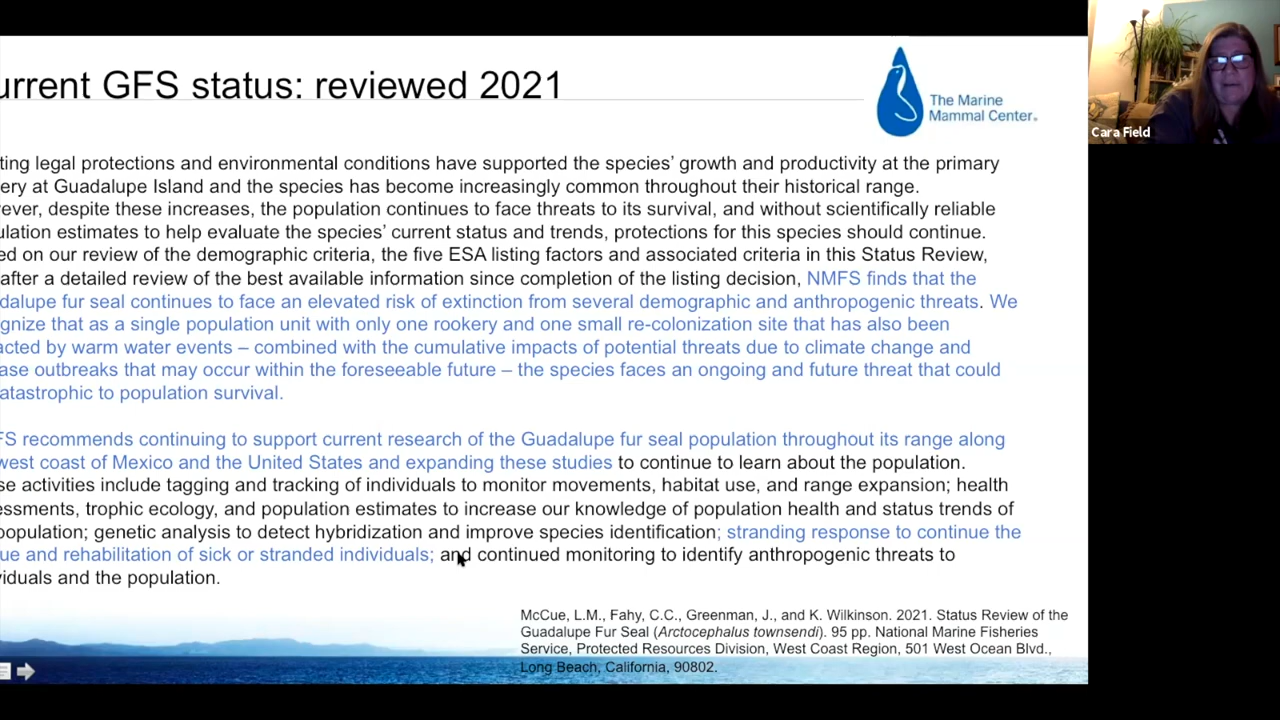 urrent GFS status: reviewed 2021
The Marine
Mammal Center®
Cara Field
ting legal protections and environmental conditions have supported the species’ growth and productivity at the primary
ery at Guadalupe Island and the species has become increasingly common throughout their historical range.
ever, despite these increases, the population continues to face threats to its survival, and without scientifically reliable
ulation estimates to help evaluate the species’ current status and trends, protections for this species should continue.
ed on our review of the demographic criteria, the five ESA listing factors and associated criteria in this Status Review,
after a detailed review of the best available information since completion of the listing decision, NMFS finds that the
dalupe fur seal continues to face an elevated risk of extinction from several demographic and anthropogenic threats. We
gnize that as a single population unit with only one rookery and one small re-colonization site that has also been
acted by warm water events – combined with the cumulative impacts of potential threats due to climate change and
ase outbreaks that may occur within the foreseeable future – the species faces an ongoing and future threat that could
atastrophic to population survival.
FS recommends continuing to support current research of the Guadalupe fur seal population throughout its range along
west coast of Mexico and the United States and expanding these studies to continue to learn about the population.
se activities include tagging and tracking of individuals to monitor movements, habitat use, and range expansion; health
essments, trophic ecology, and population estimates to increase our knowledge of population health and status trends of
population; genetic analysis to detect hybridization and improve species identification; stranding response to continue the
ue and rehabilitation of sick or stranded individuals; and continued monitoring to identify anthropogenic threats to
viduals and the population.
McCue, L.M., Fahy, C.C., Greenman, J., and K. Wilkinson. 2021. Status Review of the
Guadalupe Fur Seal (Arctocephalus townsendi). 95 pp. National Marine Fisheries
Service, Protected Resources Division, West Coast Region, 501 West Ocean Blvd.,
Long Beach, California, 90802.